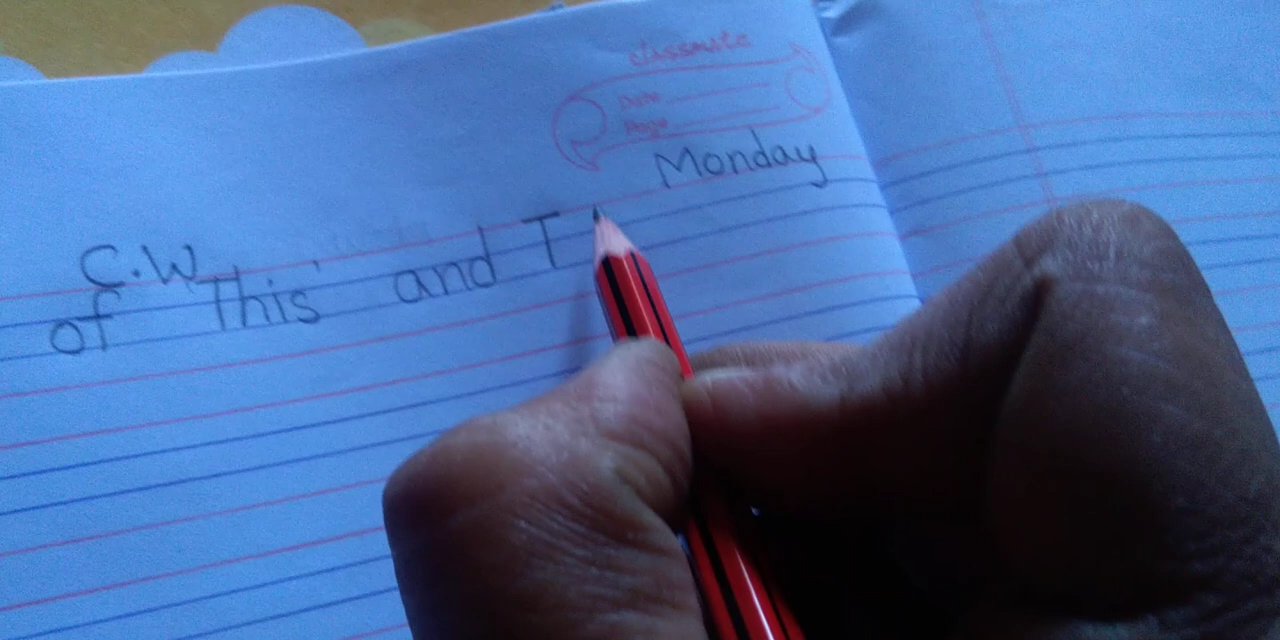 classmate
Date
Page
Monday
C.W
of This' and T